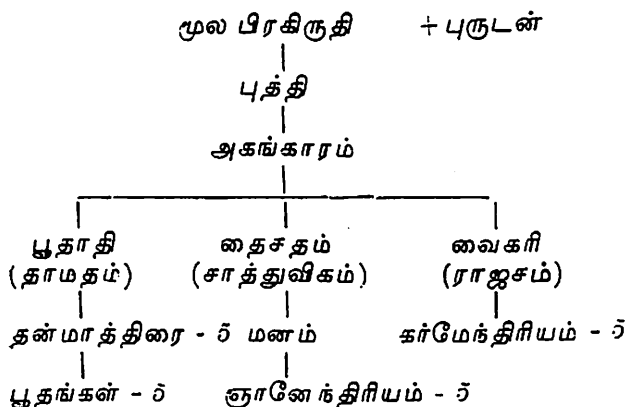 மூல பிரகிருதி + புருடன்
புத்தி
அகங்காரம்
பூதாதி தைசதம் வைகரி
(தாமதம்) (சாத்துவிகம்) (ராஜசம்)
தன்மாத்திரை - 5 மனம் கர்மேந்திரியம் - 5
பூதங்கள் - 5 ஞானேந்திரியம் - 5